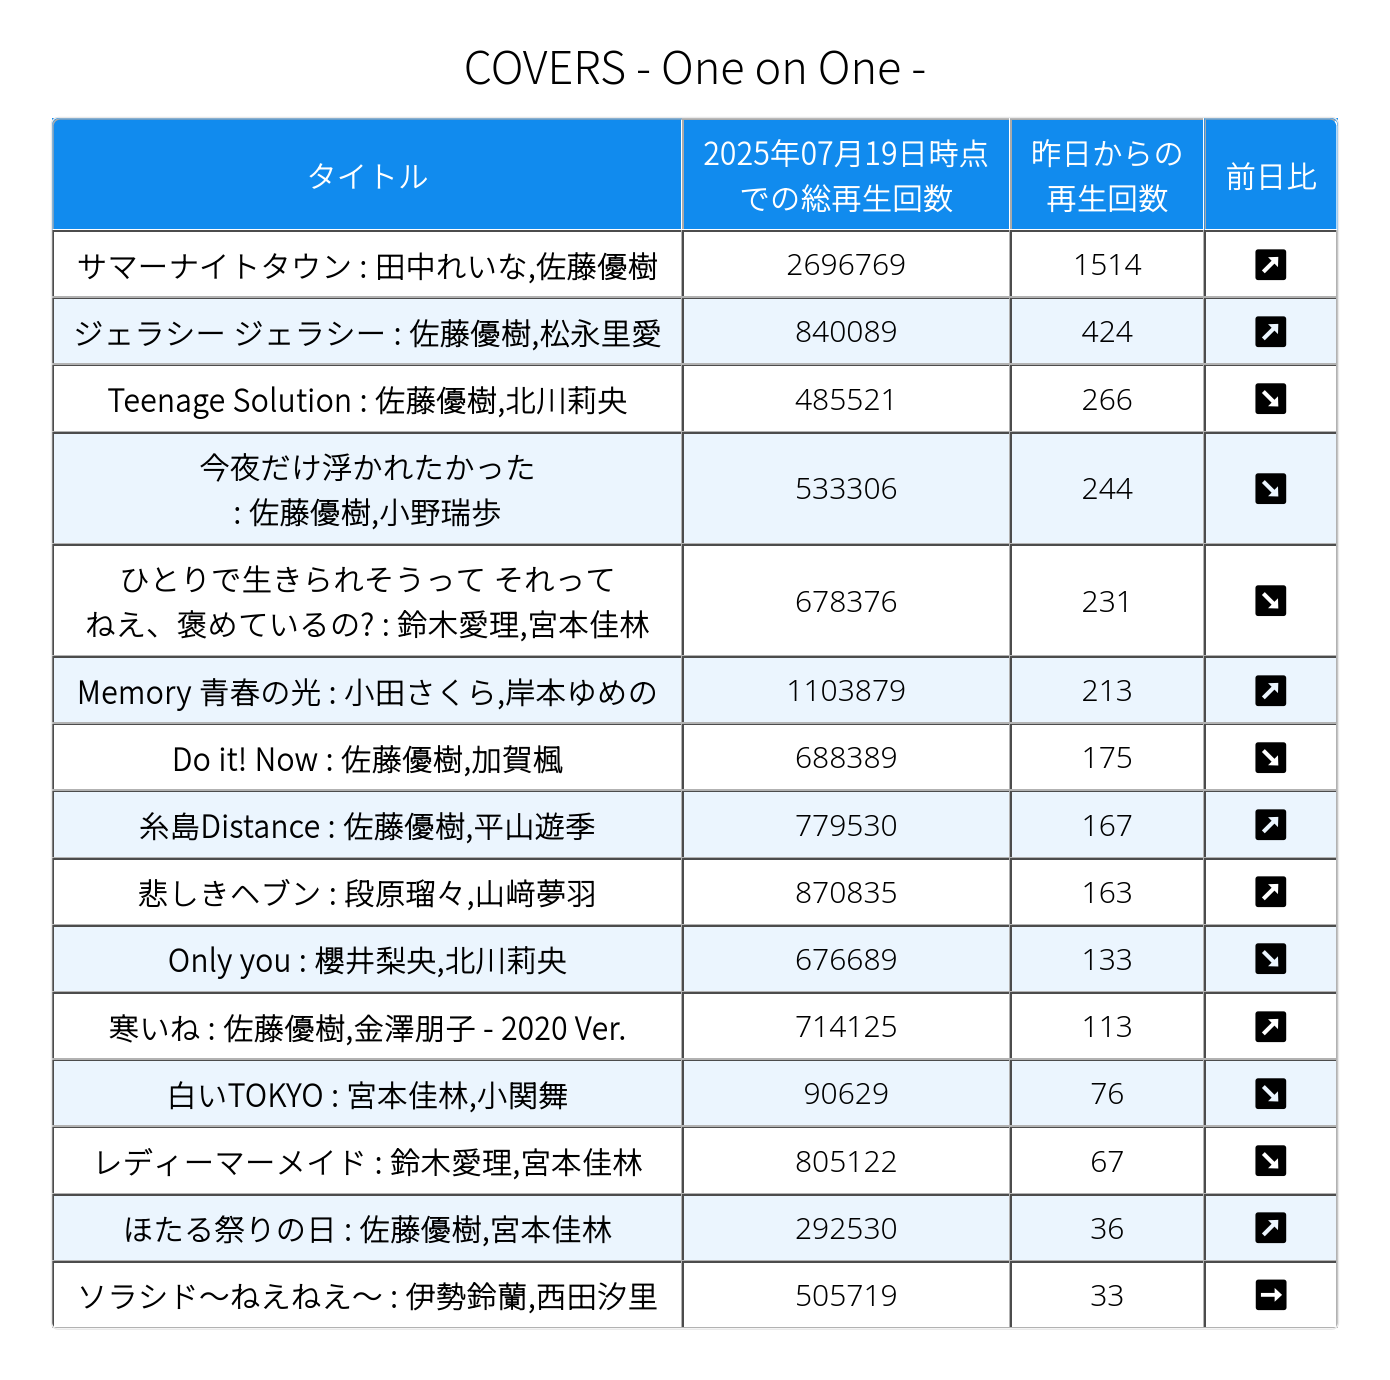 COVERS - One on One -
タイトル
2025年07月19日時点
での総再生回数
昨日からの
再生回数
前日比
サマーナイトタウン : 田中れいな,佐藤優樹
2696769
1514
↗
ジェラシー ジェラシー : 佐藤優樹,松永里愛
840089
424
↗
Teenage Solution : 佐藤優樹,北川莉央
485521
266
↘
今夜だけ浮かれたかった
: 佐藤優樹,小野瑞歩
533306
244
↘
ひとりで生きられそうって それって
ねえ、褒めているの? : 鈴木愛理,宮本佳林
678376
231
↘
Memory 青春の光 : 小田さくら,岸本ゆめの
1103879
213
↗
Do it! Now : 佐藤優樹,加賀楓
688389
175
↘
糸島Distance : 佐藤優樹,平山遊季
779530
167
↗
悲しきヘブン : 段原瑠々,山﨑夢羽
870835
163
↗
Only you : 櫻井梨央,北川莉央
676689
133
↘
寒いね : 佐藤優樹,金澤朋子 - 2020 Ver.
714125
113
↗
白いTOKYO : 宮本佳林,小関舞
90629
76
↘
レディーマーメイド : 鈴木愛理,宮本佳林
805122
67
↘
ほたる祭りの日 : 佐藤優樹,宮本佳林
292530
36
↗
ソラシド～ねえねえ～ : 伊勢鈴蘭,西田汐里
505719
33
→